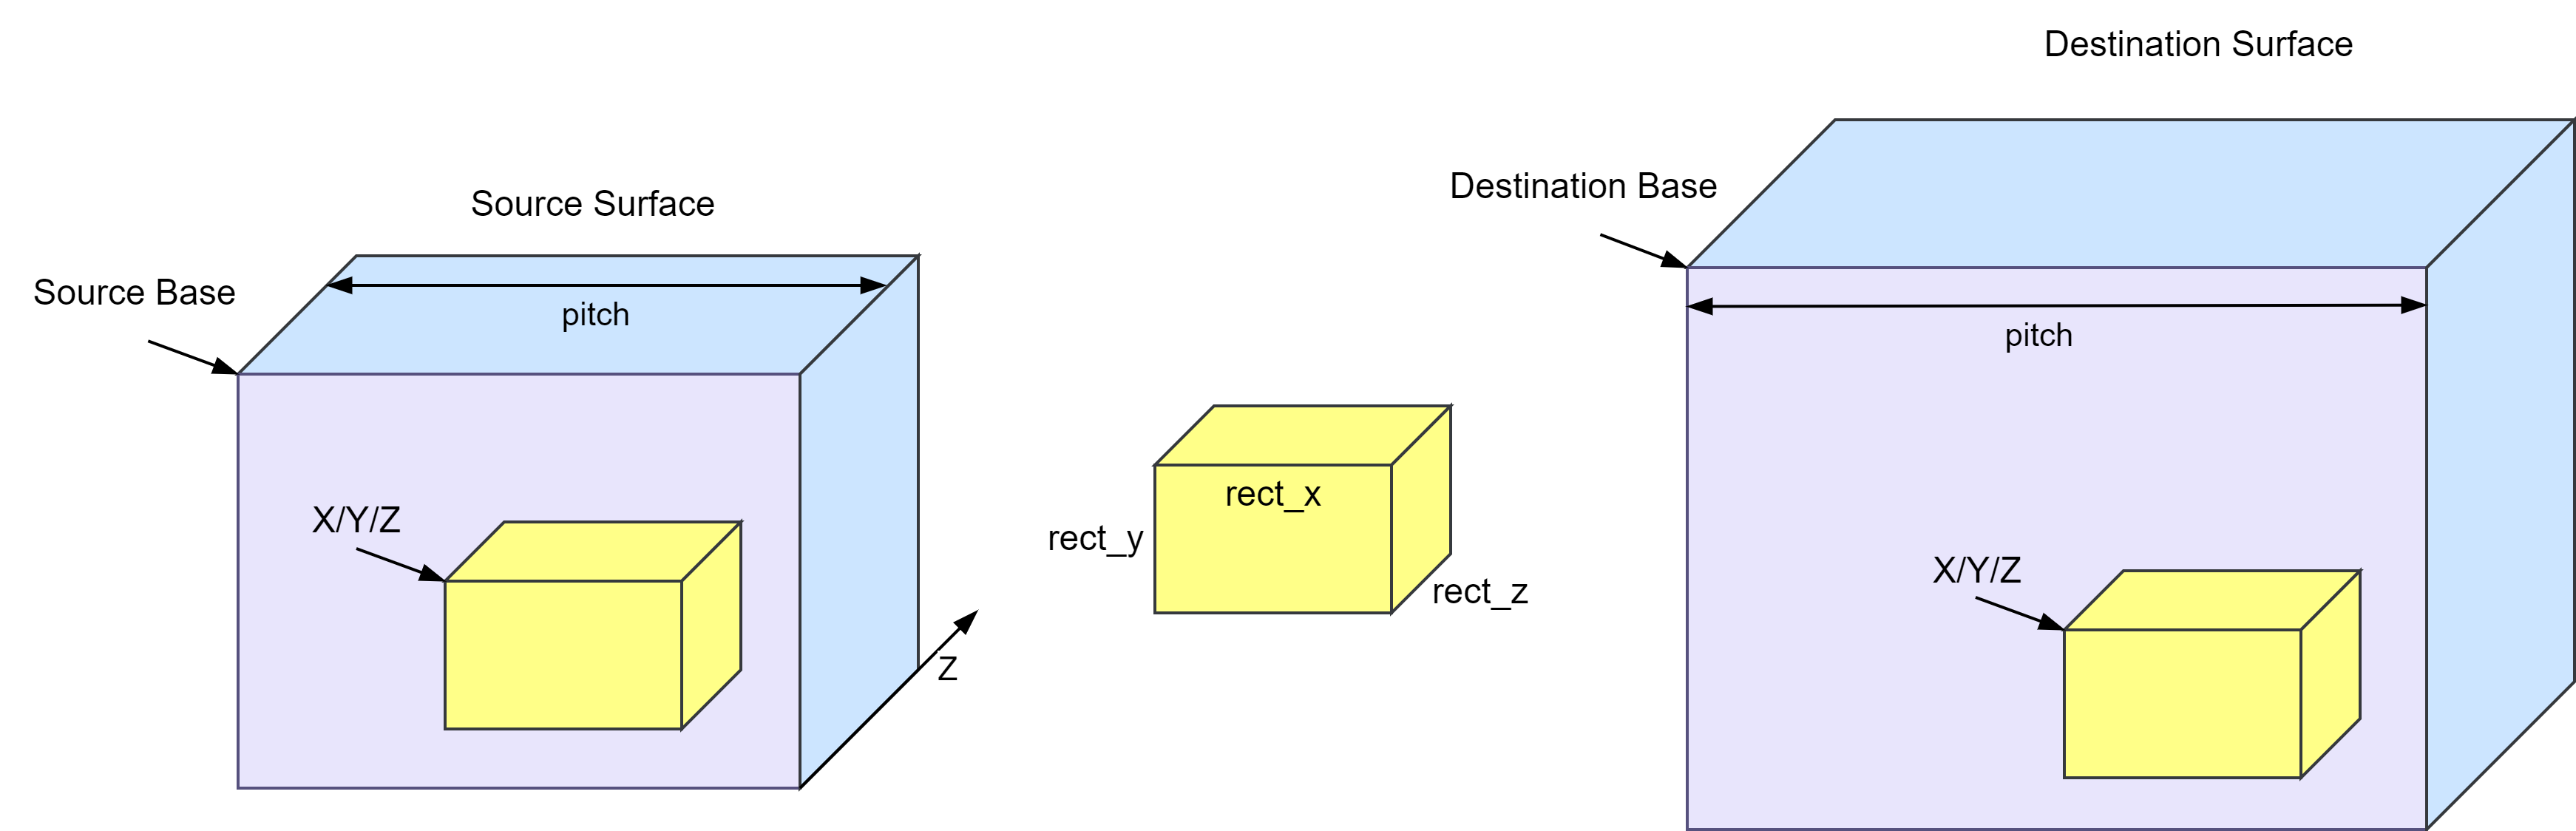 Destination Surface
Destination Base
Source Surface
Source Base
pitch
pitch
rect_x
X/Y/Z
rect_y
X/Y/Z
rect_z
Z